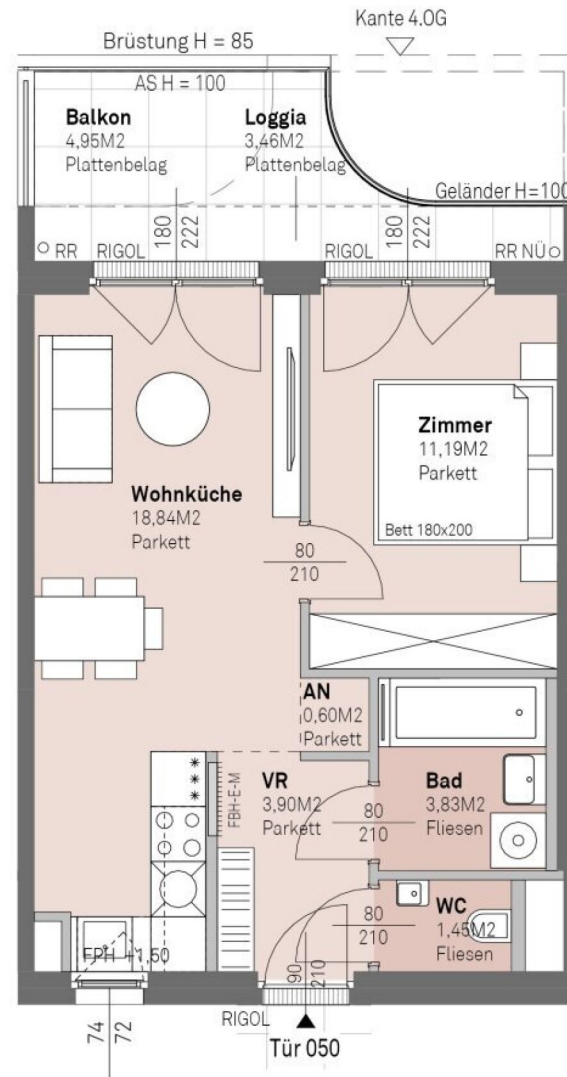 Kante 4.OG
Brüstung H = 85
AS H = 100
Balkon
4,95M2
Plattenbelag
Loggia
3,46M2
Plattenbelag
Geländer H=100
180
222
180
222
RR
RIGOL
RIGOL
RR NÜ
Zimmer
11,19M2
Parkett
Bett 180x200
Wohnküche
18,84M2
Parkett
80
210
AN
0,60M2
Parkett
VR
3,90M2
Parkett
FBH-E-M
Bad
3,83M2
Fliesen
80
210
WC
1,45M2
Fliesen
80
210
FPH +1,50
90
210
74
72
RIGOL
Tür 050